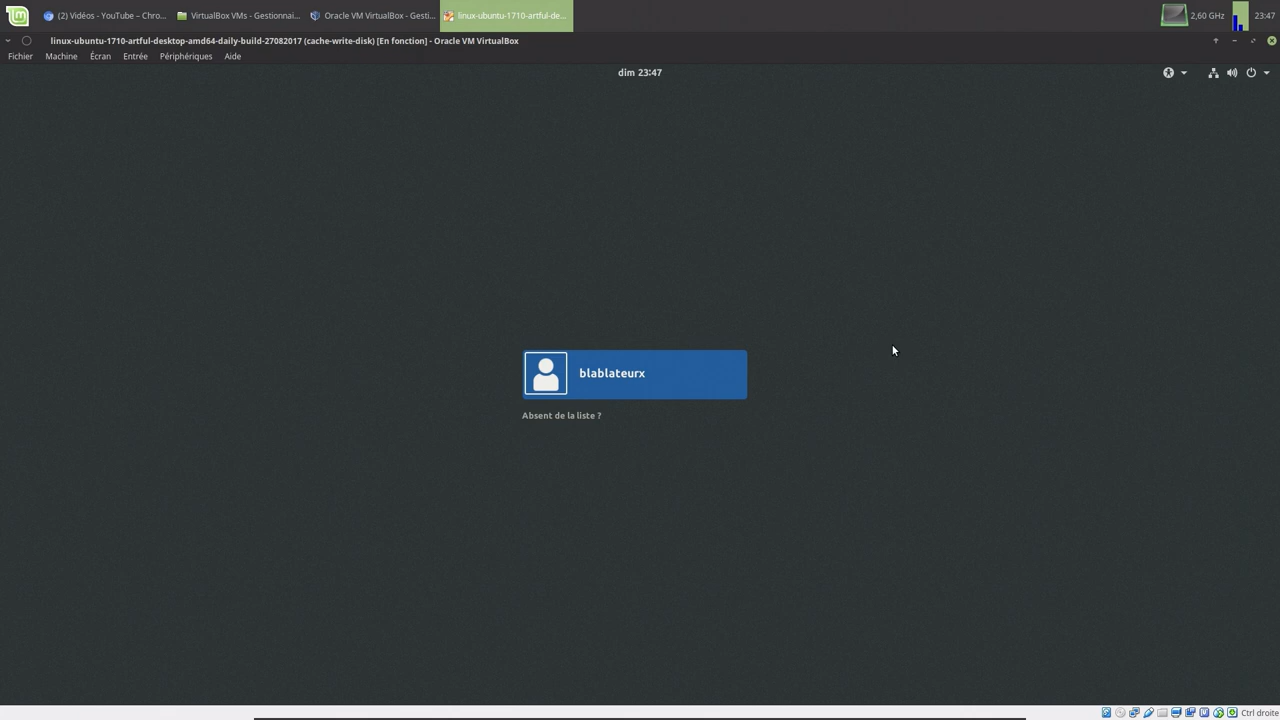 (2) Vidéos - YouTube – Chro... VirtualBox VMs - Gestionnai... Oracle VM VirtualBox - Gesti... linux-ubuntu-1710-artful-de... 2,60 GHz 23:47
linux-ubuntu-1710-artful-desktop-amd64-daily-build-27082017 (cache-write-disk) [En fonction] - Oracle VM VirtualBox
Fichier Machine Écran Entrée Périphériques Aide
dim 23:47
blablateurx
Absent de la liste ?
Ctrl droite